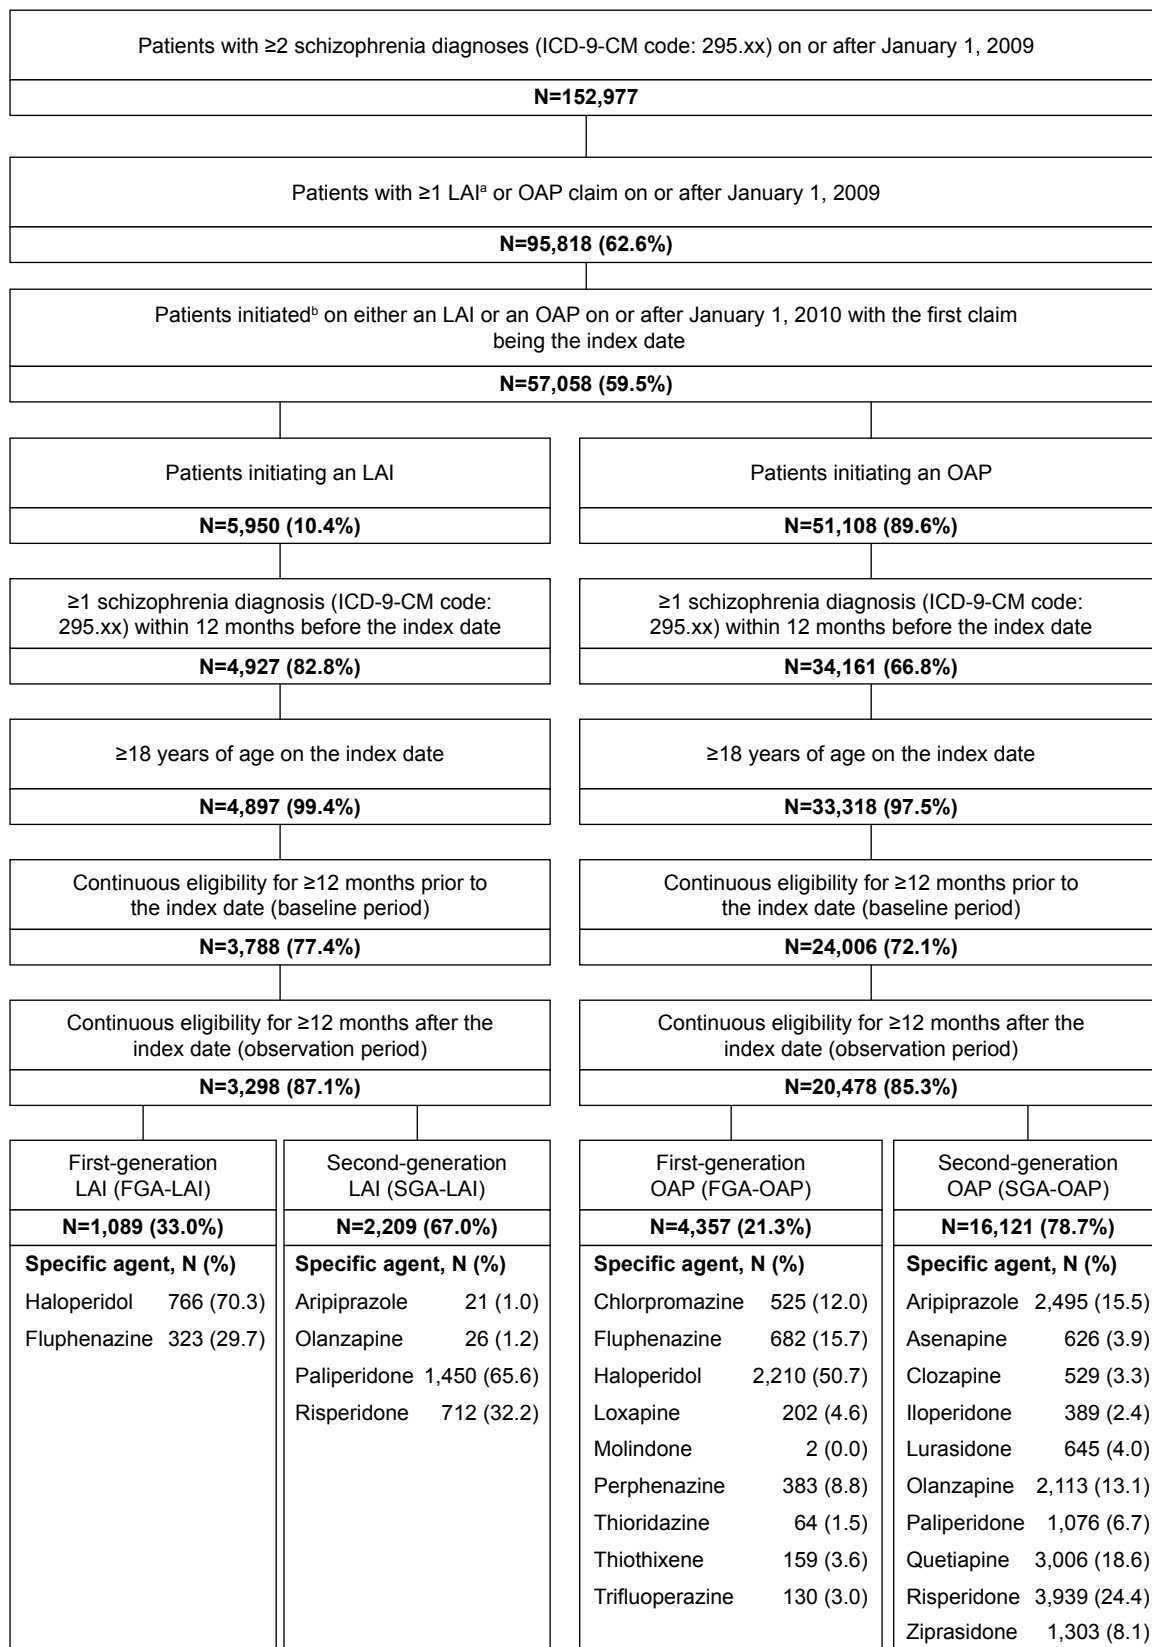 Patients with ≥2 schizophrenia diagnoses (ICD-9-CM code: 295.xx) on or after January 1, 2009
N=152,977
Patients with ≥1 LAIᵃ or OAP claim on or after January 1, 2009
N=95,818 (62.6%)
Patients initiatedᵇ on either an LAI or an OAP on or after January 1, 2010 with the first claim
being the index date
N=57,058 (59.5%)
Patients initiating an LAI
N=5,950 (10.4%)
≥1 schizophrenia diagnosis (ICD-9-CM code:
295.xx) within 12 months before the index date
N=4,927 (82.8%)
≥18 years of age on the index date
N=4,897 (99.4%)
Continuous eligibility for ≥12 months prior to
the index date (baseline period)
N=3,788 (77.4%)
Continuous eligibility for ≥12 months after the
index date (observation period)
N=3,298 (87.1%)
Patients initiating an OAP
N=51,108 (89.6%)
≥1 schizophrenia diagnosis (ICD-9-CM code:
295.xx) within 12 months before the index date
N=34,161 (66.8%)
≥18 years of age on the index date
N=33,318 (97.5%)
Continuous eligibility for ≥12 months prior to
the index date (baseline period)
N=24,006 (72.1%)
Continuous eligibility for ≥12 months after the
index date (observation period)
N=20,478 (85.3%)
First-generation
LAI (FGA-LAI)
N=1,089 (33.0%)
Specific agent, N (%)
Haloperidol 766 (70.3)
Fluphenazine 323 (29.7)
Second-generation
LAI (SGA-LAI)
N=2,209 (67.0%)
Specific agent, N (%)
Aripiprazole 21 (1.0)
Olanzapine 26 (1.2)
Paliperidone 1,450 (65.6)
Risperidone 712 (32.2)
First-generation
OAP (FGA-OAP)
N=4,357 (21.3%)
Specific agent, N (%)
Chlorpromazine 525 (12.0)
Fluphenazine 682 (15.7)
Haloperidol 2,210 (50.7)
Loxapine 202 (4.6)
Molindone 2 (0.0)
Perphenazine 383 (8.8)
Thioridazine 64 (1.5)
Thiothixene 159 (3.6)
Trifluoperazine 130 (3.0)
Second-generation
OAP (SGA-OAP)
N=16,121 (78.7%)
Specific agent, N (%)
Aripiprazole 2,495 (15.5)
Asenapine 626 (3.9)
Clozapine 529 (3.3)
Iloperidone 389 (2.4)
Lurasidone 645 (4.0)
Olanzapine 2,113 (13.1)
Paliperidone 1,076 (6.7)
Quetiapine 3,006 (18.6)
Risperidone 3,939 (24.4)
Ziprasidone 1,303 (8.1)